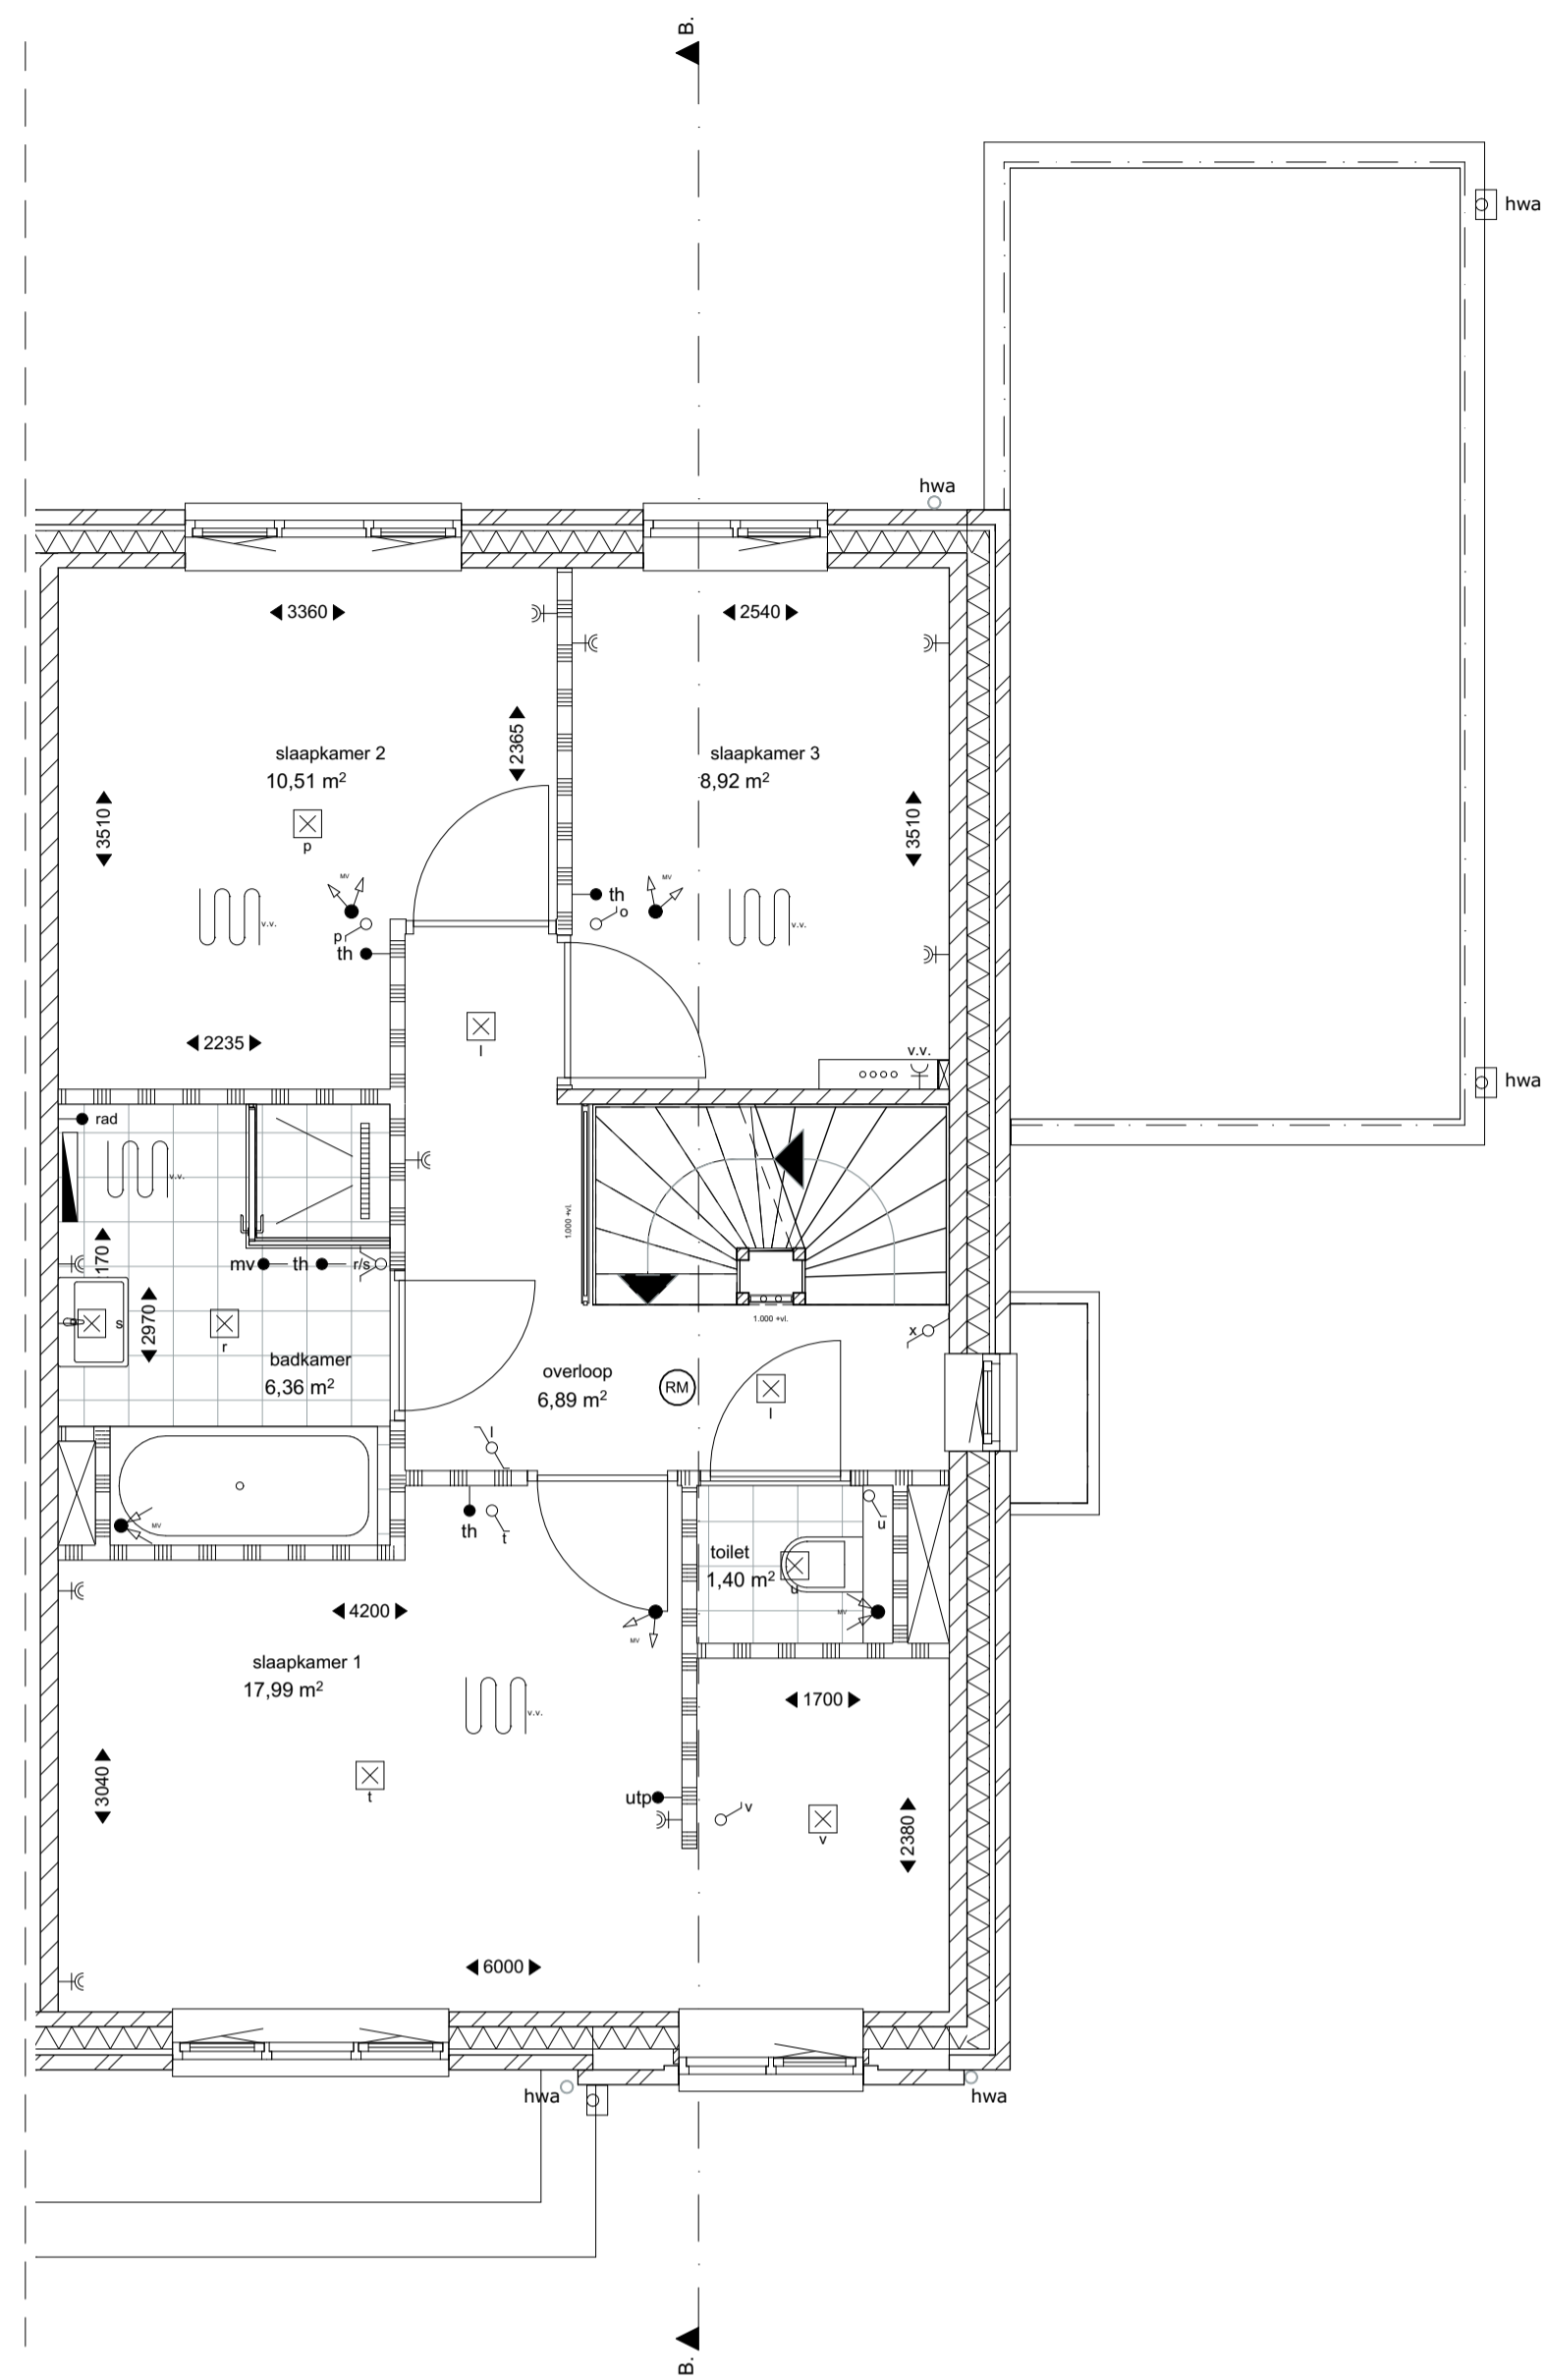 B.
hwa
hwa
3360
2540
2365
slaapkamer 2
10,51 m²
slaapkamer 3
8,92 m²
3510
3510
p
MV
MV
th
o
p
v.v.
v.v.
th
l
2235
v.v.
hwa
rad
v.v.
1.000 +vl.
1170
mv
th
r/s
s
2970
r
1.000 +vl.
x
badkamer
6,36 m²
overloop
6,89 m²
RM
l
l
MV
th
t
u
toilet
1,40 m²
u
4200
MV
MV
slaapkamer 1
17,99 m²
1700
v.v.
3040
t
utp
v
v
2380
6000
hwa
hwa
B.